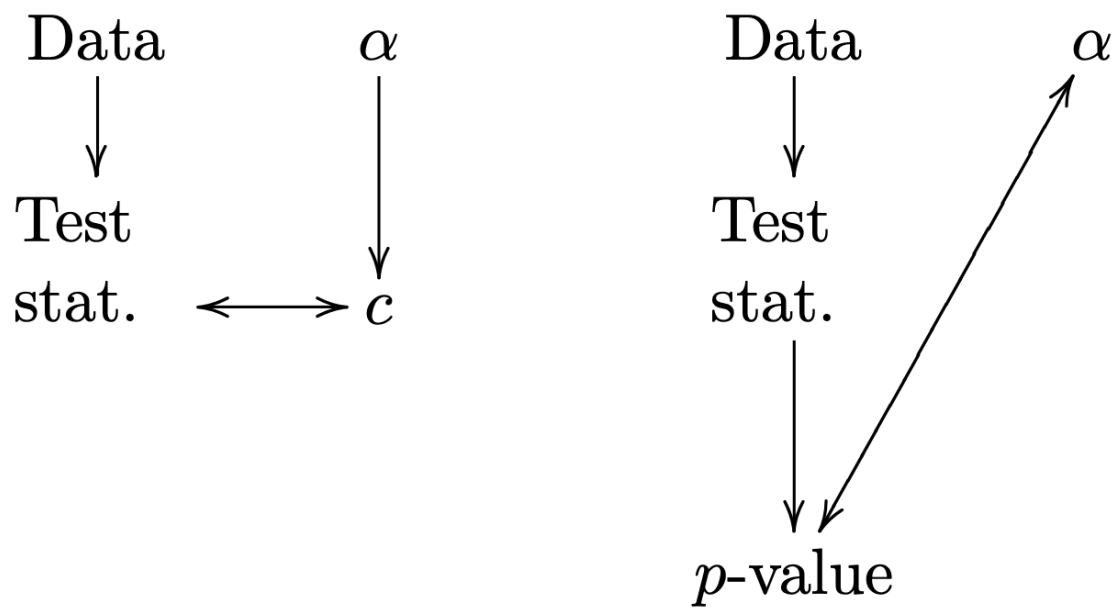 Data α
Test
stat. c
Data α
Test
stat.
p-value